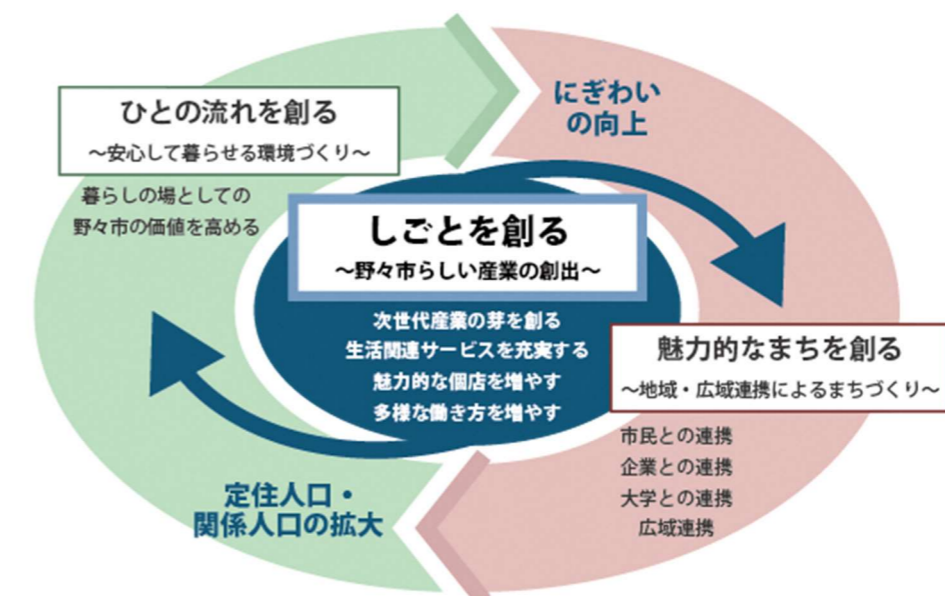 ひとの流れを創る
～安心して暮らせる環境づくり～
暮らしの場としての
野々市の価値を高める
にぎわい
の向上
しごとを創る
～野々市らしい産業の創出～
次世代産業の芽を創る
生活関連サービスを充実する
魅力的な個店を増やす
多様な働き方を増やす
魅力的なまちを創る
～地域・広域連携によるまちづくり～
市民との連携
企業との連携
大学との連携
広域連携
定住人口・
関係人口の拡大